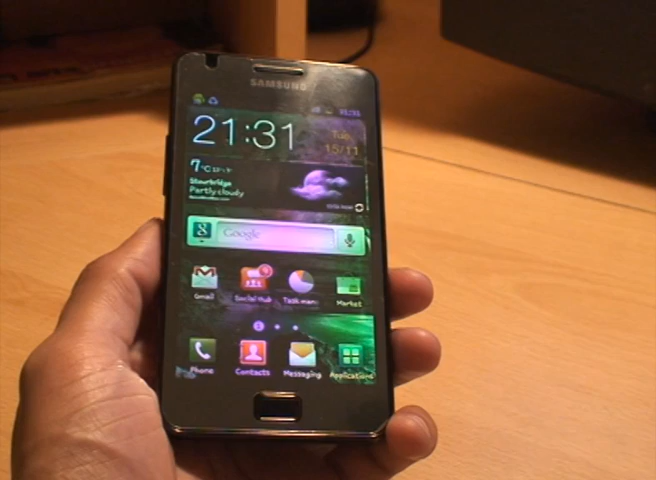 SAMSUNG
21:31
Tue
15/11
7°C
Stourbridge
Partly cloudy
Google
Gmail
Social Hub
Task man
Market
Phone
Contacts
Messaging
Applications